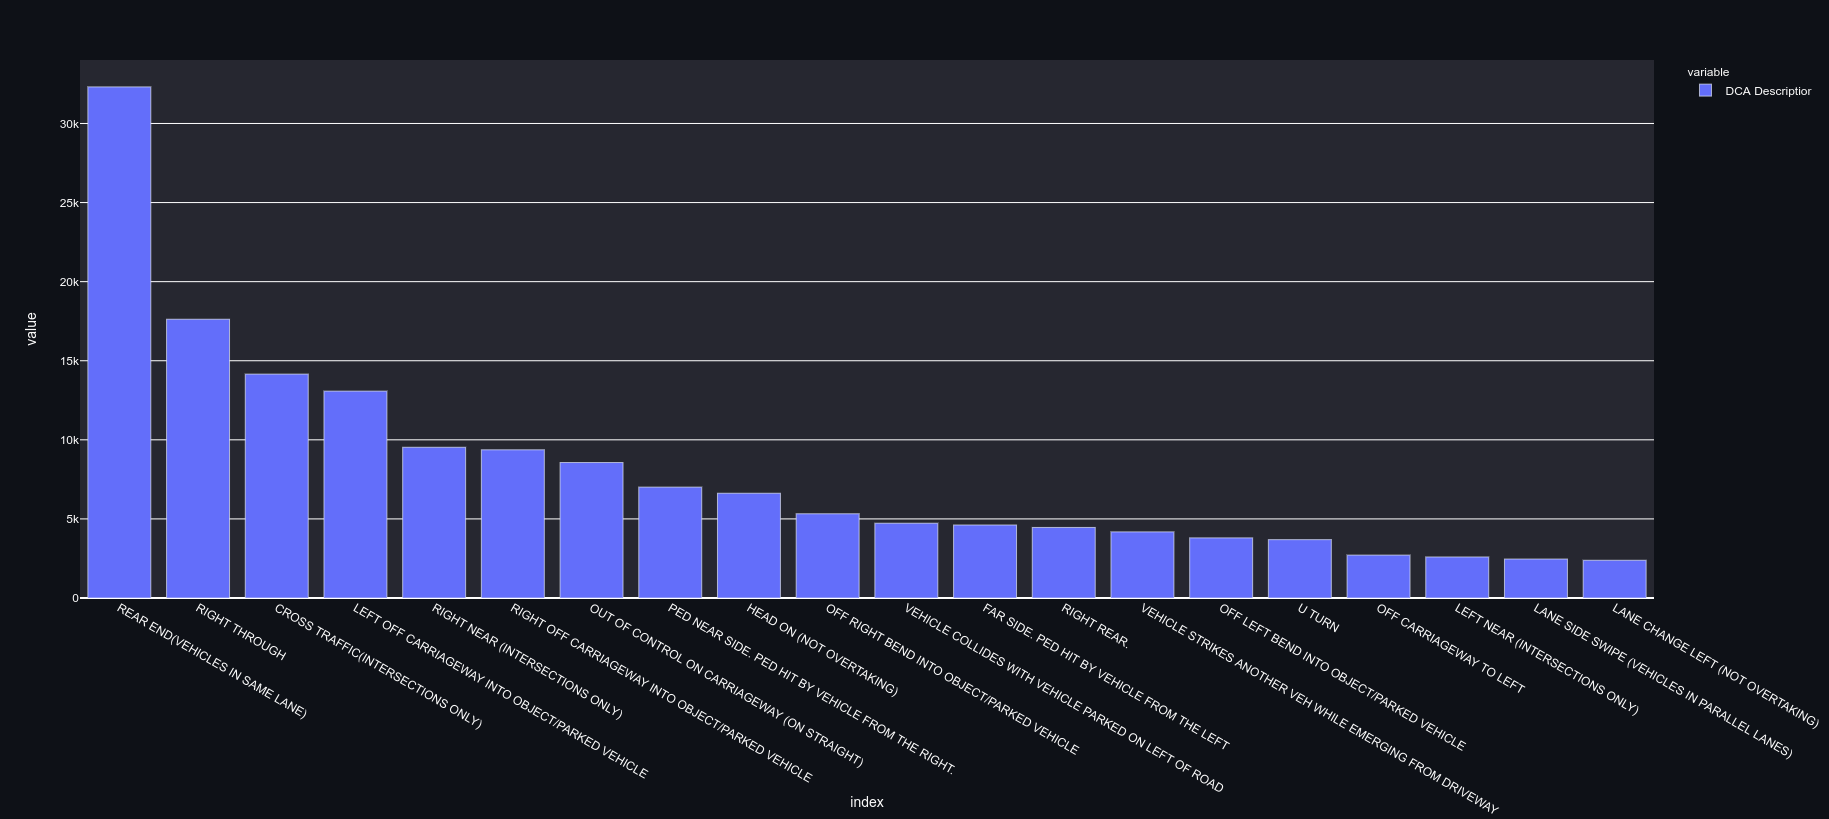 variable
DCA Descriptior
30k
25k
20k
15k
10k
5k
0
value
REAR END(VEHICLES IN SAME LANE)
RIGHT THROUGH
CROSS TRAFFIC(INTERSECTIONS ONLY)
LEFT OFF CARRIAGEWAY INTO OBJECT/PARKED VEHICLE
RIGHT NEAR (INTERSECTIONS ONLY)
RIGHT OFF CARRIAGEWAY INTO OBJECT/PARKED VEHICLE
OUT OF CONTROL ON CARRIAGEWAY (ON STRAIGHT)
PED NEAR SIDE. PED HIT BY VEHICLE FROM THE RIGHT.
HEAD ON (NOT OVERTAKING)
OFF RIGHT BEND INTO OBJECT/PARKED VEHICLE
VEHICLE COLLIDES WITH VEHICLE PARKED ON LEFT OF ROAD
FAR SIDE. PED HIT BY VEHICLE FROM THE LEFT
RIGHT REAR.
VEHICLE STRIKES ANOTHER VEH WHILE EMERGING FROM DRIVEWAY
OFF LEFT BEND INTO OBJECT/PARKED VEHICLE
U TURN
OFF CARRIAGEWAY TO LEFT
LEFT NEAR (INTERSECTIONS ONLY)
LANE SIDE SWIPE (VEHICLES IN PARALLEL LANES)
LANE CHANGE LEFT (NOT OVERTAKING)
index